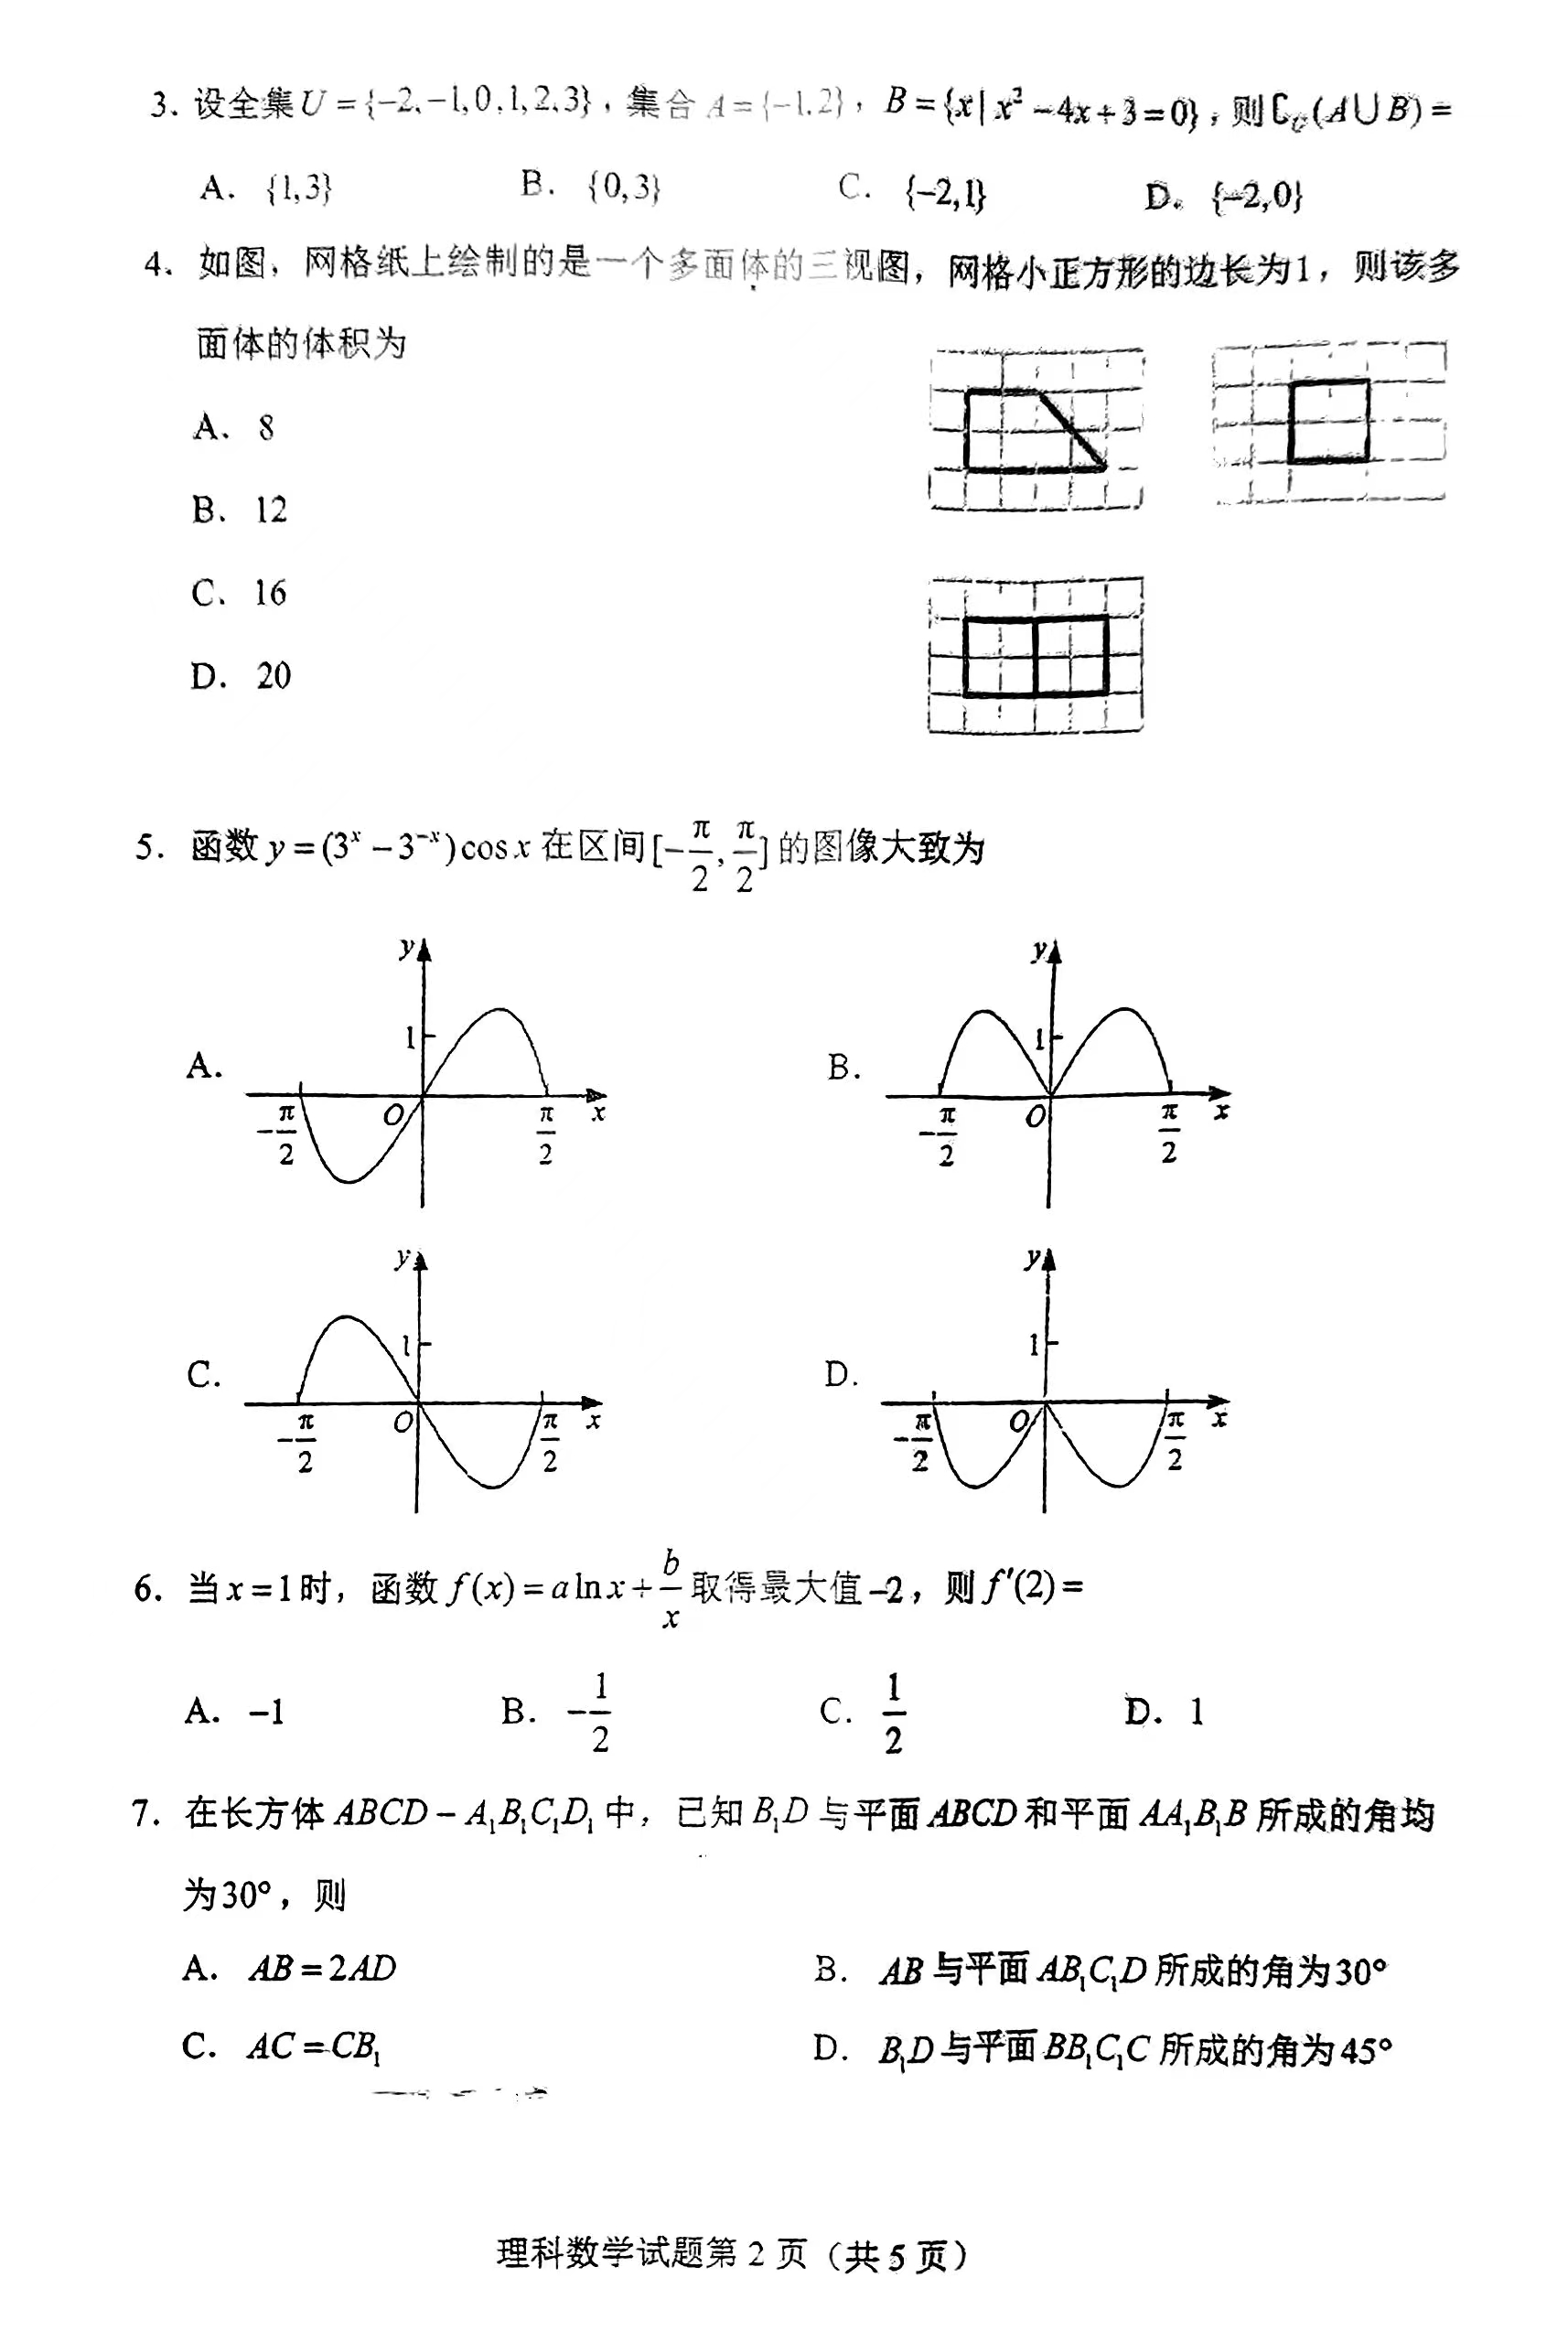 3. 设全集U={-2,-1,0,1,2,3}，集合A={-1,2}，B={x|x²-4x+3=0}，则∁U(A∪B)=
A. {1,3} B. {0,3} C. {-2,1} D. {-2,0}
4. 如图，网格纸上绘制的是一个多面体的三视图，网格小正方形的边长为1，则该多
面体的体积为
A. 8
B. 12
C. 16
D. 20
5. 函数y=(3ˣ-3⁻ˣ)cos x在区间[-π/2, π/2]的图像大致为
A. y 1 O x -π/2 π/2
B. y 1 O x -π/2 π/2
C. y 1 O x -π/2 π/2
D. y 1 O x -π/2 π/2
6. 当x=1时，函数f(x)=a ln x+b/x取得最大值-2，则f′(2)=
A. -1 B. -1/2 C. 1/2 D. 1
7. 在长方体ABCD-A₁B₁C₁D₁中，已知B₁D与平面ABCD和平面AA₁B₁B所成的角均
为30°，则
A. AB=2AD B. AB与平面AB₁C₁D所成的角为30°
C. AC=CB₁ D. B₁D与平面BB₁C₁C所成的角为45°
理科数学试题第2页（共5页）